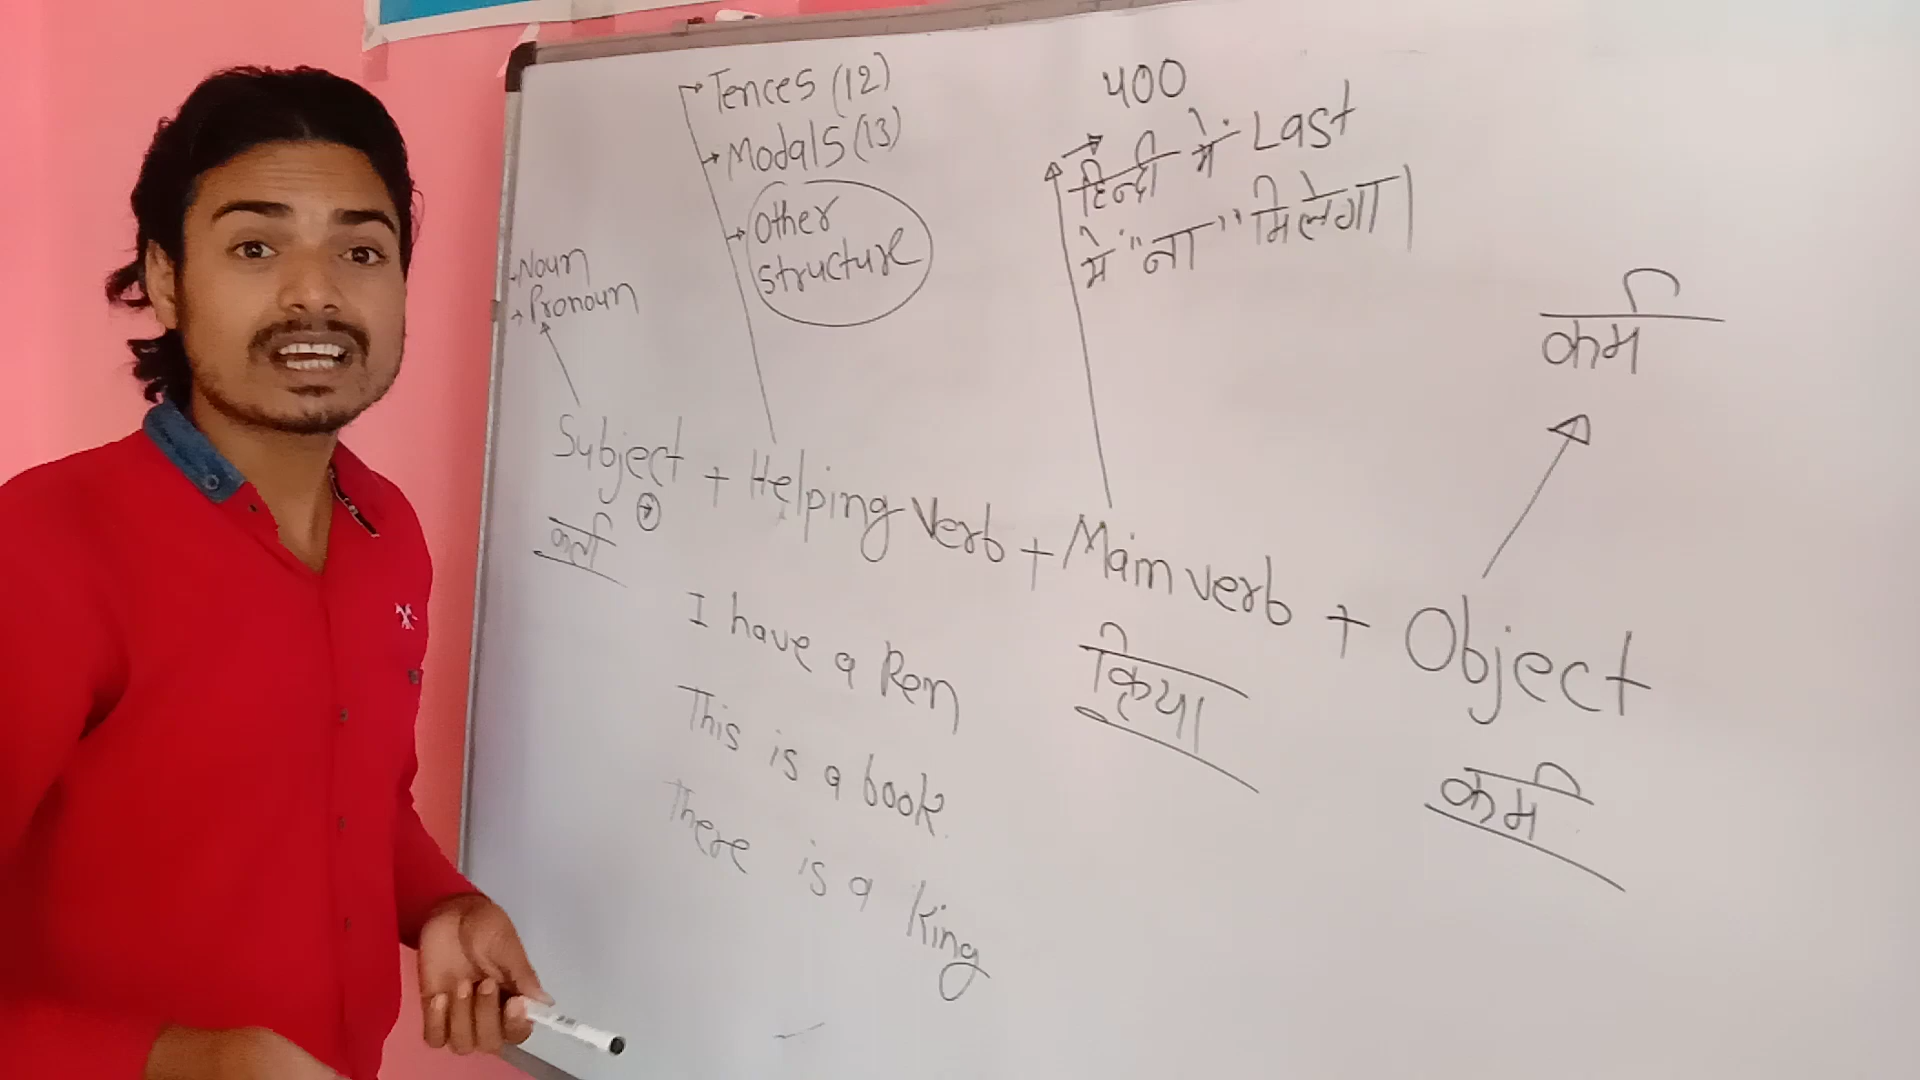 Tences (12)
Modals (13)
Other
structure
400
हिन्दी में Last
में "ना" मिलेगा।
Noun
Pronoun
कर्म
Subject + Helping Verb + Main verb + Object
कर्ता
क्रिया
कर्म
I have a Pen
This is a book.
There is a king